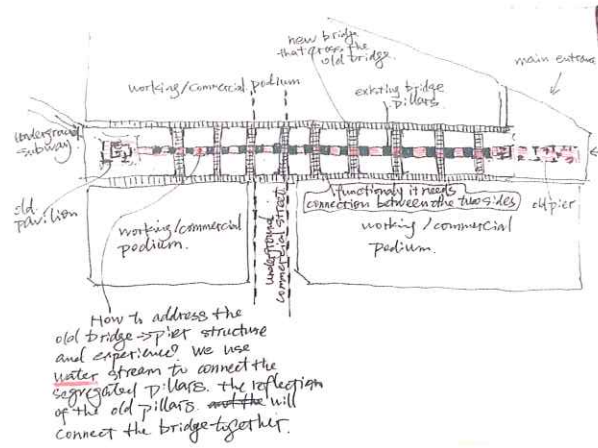 new bridge
that cross the
old bridge.
main entrance
working/commercial podium
existing bridge
pillars.
underground
subway
old
pavilion
working/commercial
podium.
underground
commercial street
functionaly it needs
connection between the two sides
old pier
working/commercial
podium.
How to address the
old bridge → pier structure
and experience? we use
water stream to connect the
segregated pillars. the reflection
of the old pillars. and the will
connect the bridge together.